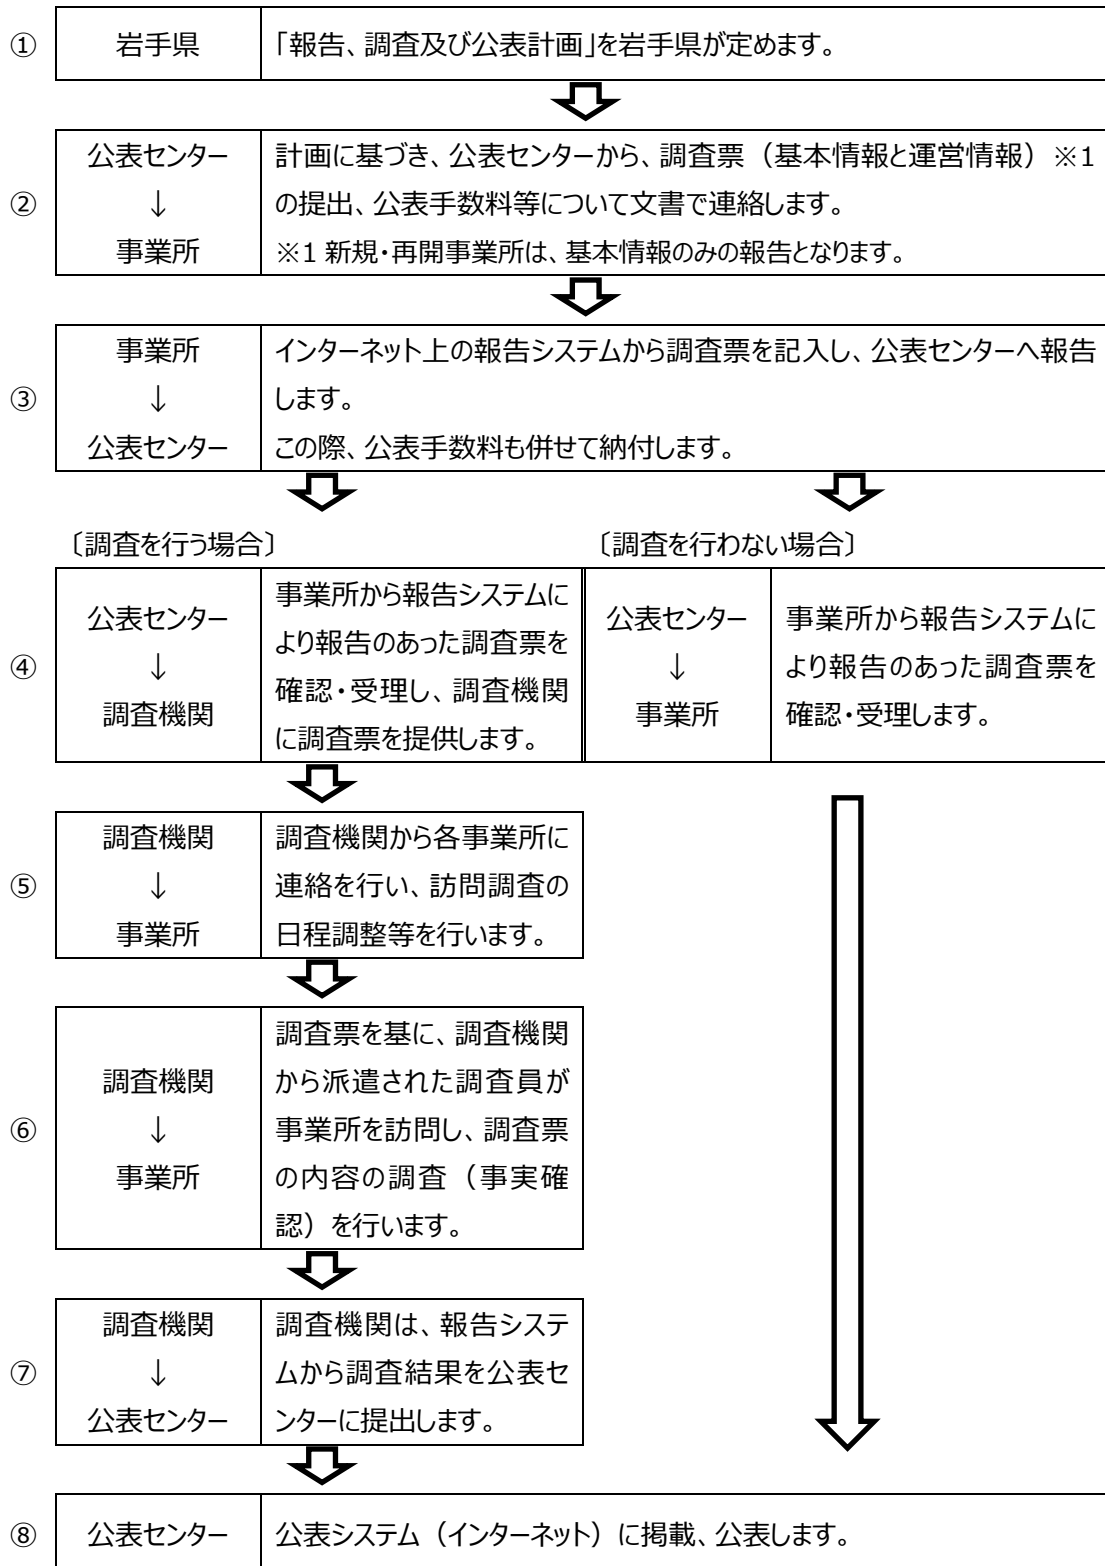 ①
岩手県
「報告、調査及び公表計画」を岩手県が定めます。
②
公表センター
↓
事業所
計画に基づき、公表センターから、調査票（基本情報と運営情報）※1
の提出、公表手数料等について文書で連絡します。
※1 新規・再開事業所は、基本情報のみの報告となります。
③
事業所
↓
公表センター
インターネット上の報告システムから調査票を記入し、公表センターへ報告
します。
この際、公表手数料も併せて納付します。
〔調査を行う場合〕
〔調査を行わない場合〕
④
公表センター
↓
調査機関
事業所から報告システムに
より報告のあった調査票を
確認・受理し、調査機関
に調査票を提供します。
公表センター
↓
事業所
事業所から報告システムに
より報告のあった調査票を
確認・受理します。
⑤
調査機関
↓
事業所
調査機関から各事業所に
連絡を行い、訪問調査の
日程調整等を行います。
⑥
調査機関
↓
事業所
調査票を基に、調査機関
から派遣された調査員が
事業所を訪問し、調査票
の内容の調査（事実確
認）を行います。
⑦
調査機関
↓
公表センター
調査機関は、報告システ
ムから調査結果を公表セ
ンターに提出します。
⑧
公表センター
公表システム（インターネット）に掲載、公表します。